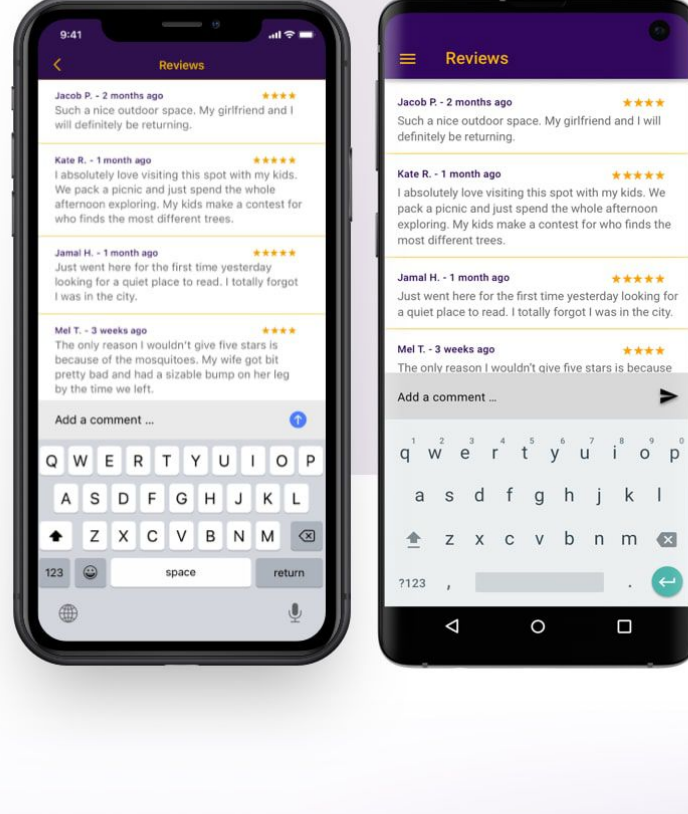 9:41
Reviews
Jacob P. - 2 months ago
Such a nice outdoor space. My girlfriend and I
will definitely be returning.
Kate R. - 1 month ago
I absolutely love visiting this spot with my kids.
We pack a picnic and just spend the whole
afternoon exploring. My kids make a contest for
who finds the most different trees.
Jamal H. - 1 month ago
Just went here for the first time yesterday
looking for a quiet place to read. I totally forgot
I was in the city.
Mel T. - 3 weeks ago
The only reason I wouldn't give five stars is
because of the mosquitoes. My wife got bit
pretty bad and had a sizable bump on her leg
by the time we left.
Add a comment ...
Q W E R T Y U I O P
A S D F G H J K L
Z X C V B N M
123 space return
Reviews
Jacob P. - 2 months ago
Such a nice outdoor space. My girlfriend and I will
definitely be returning.
Kate R. - 1 month ago
I absolutely love visiting this spot with my kids. We
pack a picnic and just spend the whole afternoon
exploring. My kids make a contest for who finds the
most different trees.
Jamal H. - 1 month ago
Just went here for the first time yesterday looking for
a quiet place to read. I totally forgot I was in the city.
Mel T. - 3 weeks ago
The only reason I wouldn't give five stars is because
Add a comment ...
1 2 3 4 5 6 7 8 9 0
q w e r t y u i o p
a s d f g h j k l
z x c v b n m
?123 , .